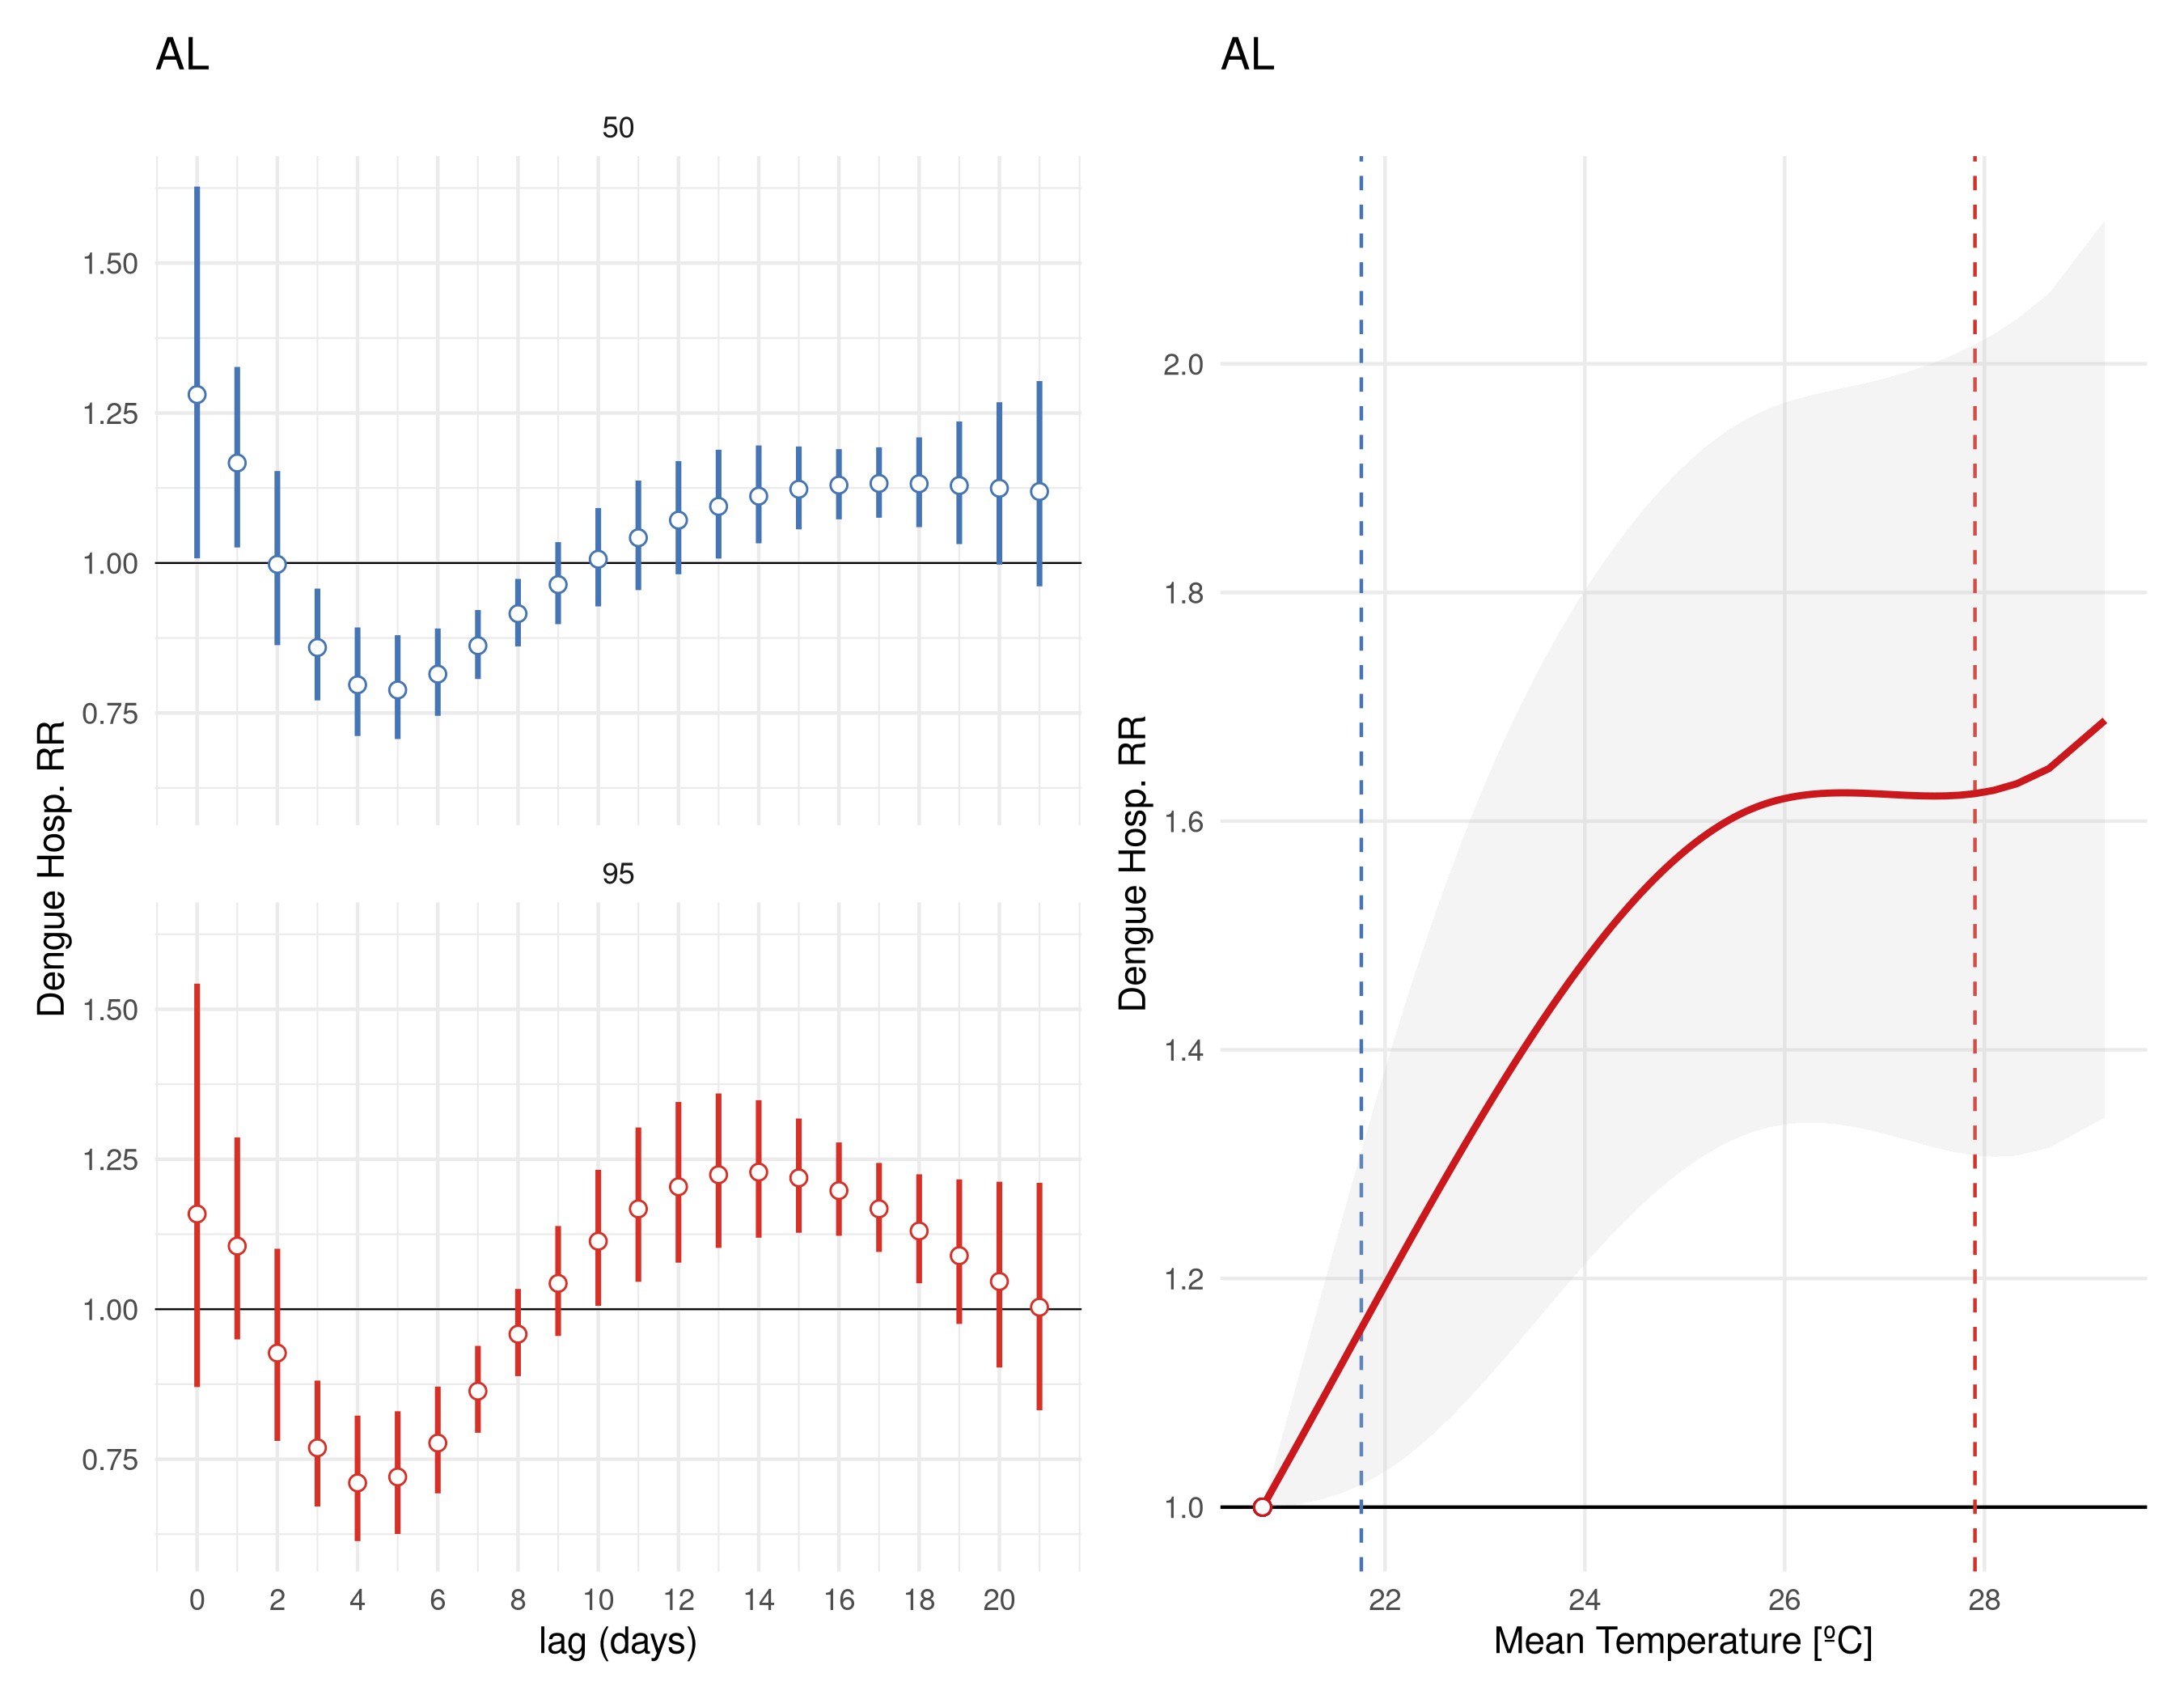 AL
50
1.50
1.25
1.00
0.75
95
1.50
1.25
1.00
0.75
0 2 4 6 8 10 12 14 16 18 20
lag (days)
Dengue Hosp. RR
AL
2.0
1.8
1.6
1.4
1.2
1.0
22 24 26 28
Mean Temperature [ºC]
Dengue Hosp. RR